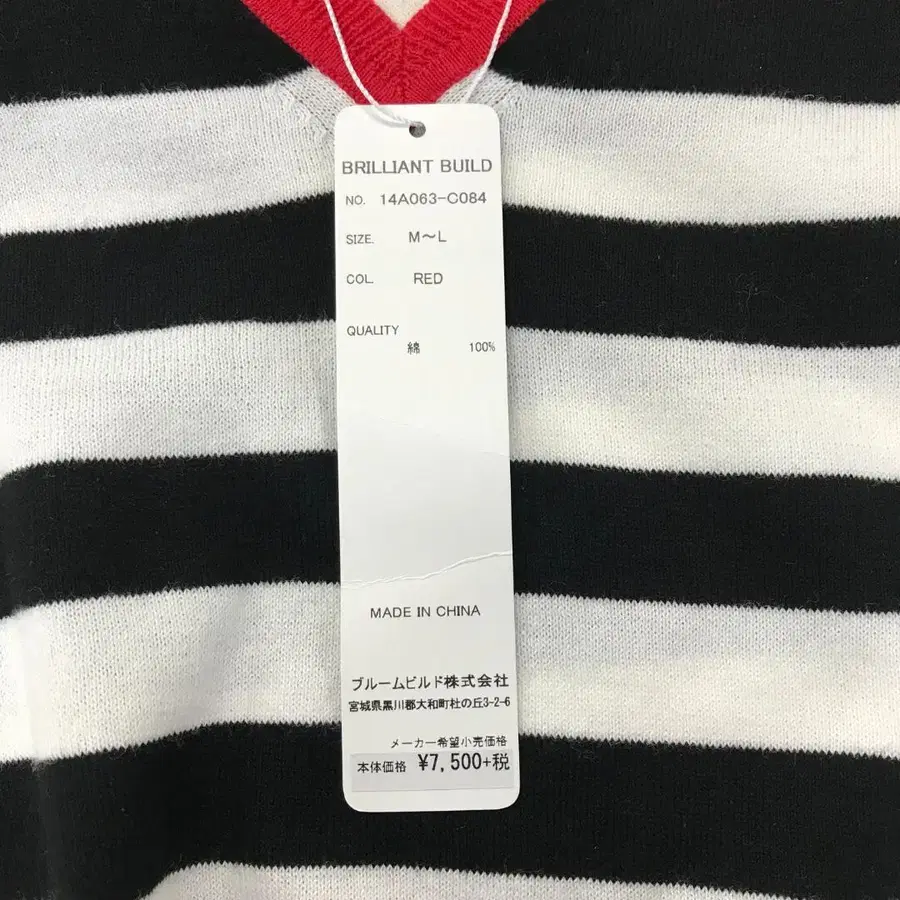 BRILLIANT BUILD
NO. 14A063-C084
SIZE. M～L
COL. RED
QUALITY
綿 100%
MADE IN CHINA
ブルームビルド株式会社
宮城県黒川郡大和町杜の丘3-2-6
メーカー希望小売価格
本体価格 ¥7,500+税